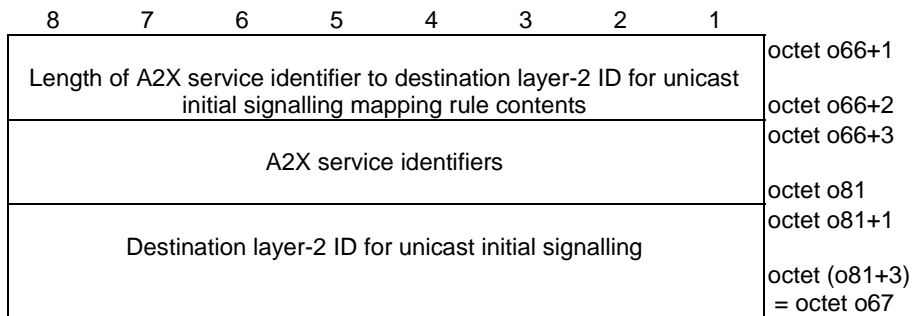 8 7 6 5 4 3 2 1
octet o66+1
Length of A2X service identifier to destination layer-2 ID for unicast
initial signalling mapping rule contents
octet o66+2
octet o66+3
A2X service identifiers
octet o81
octet o81+1
Destination layer-2 ID for unicast initial signalling
octet (o81+3)
= octet o67